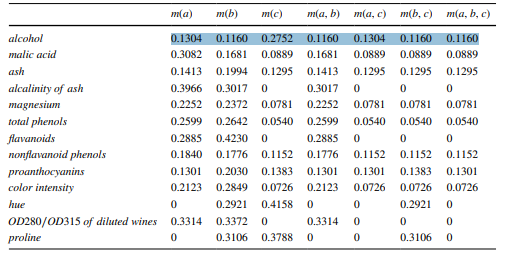 m(a) m(b) m(c) m(a, b) m(a, c) m(b, c) m(a, b, c)
alcohol 0.1304 0.1160 0.2752 0.1160 0.1304 0.1160 0.1160
malic acid 0.3082 0.1681 0.0889 0.1681 0.0889 0.0889 0.0889
ash 0.1413 0.1994 0.1295 0.1413 0.1295 0.1295 0.1295
alcalinity of ash 0.3966 0.3017 0 0.3017 0 0 0
magnesium 0.2252 0.2372 0.0781 0.2252 0.0781 0.0781 0.0781
total phenols 0.2599 0.2642 0.0540 0.2599 0.0540 0.0540 0.0540
flavanoids 0.2885 0.4230 0 0.2885 0 0 0
nonflavanoid phenols 0.1840 0.1776 0.1152 0.1776 0.1152 0.1152 0.1152
proanthocyanins 0.1301 0.2030 0.1383 0.1301 0.1301 0.1383 0.1301
color intensity 0.2123 0.2849 0.0726 0.2123 0.0726 0.0726 0.0726
hue 0 0.2921 0.4158 0 0 0.2921 0
OD280/OD315 of diluted wines 0.3314 0.3372 0 0.3314 0 0 0
proline 0 0.3106 0.3788 0 0 0.3106 0